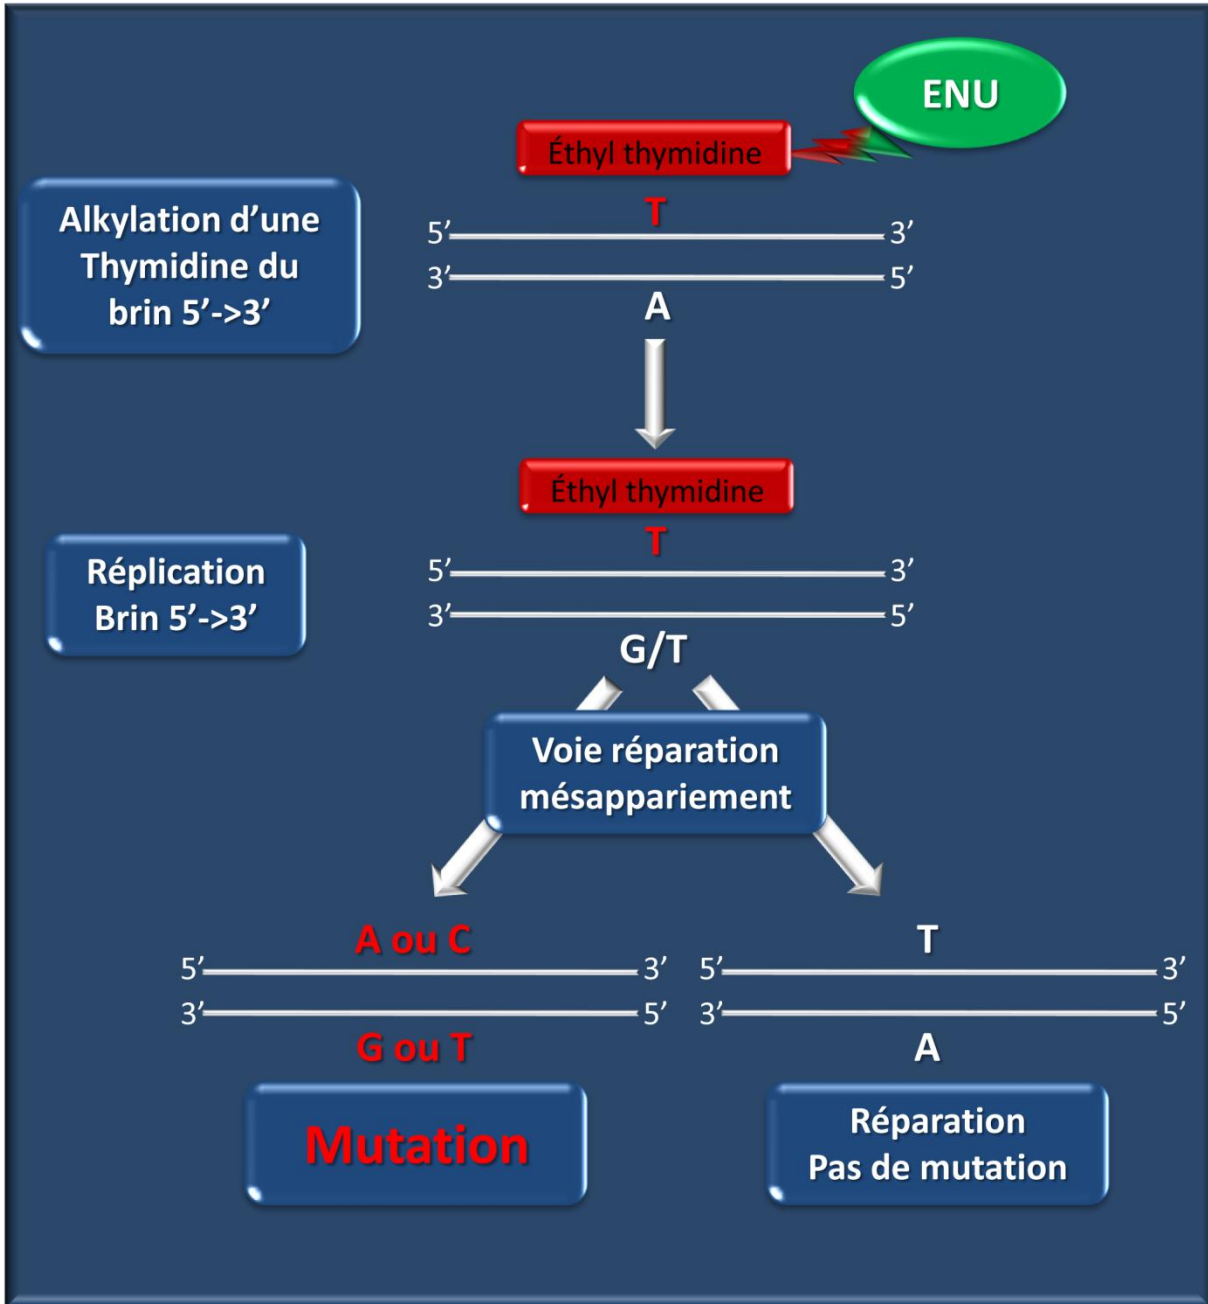 ENU
Éthyl thymidine
T
Alkylation d’une
Thymidine du
brin 5’->3’
5’ 3’
3’ 5’
A
Éthyl thymidine
T
Réplication
Brin 5’->3’
5’ 3’
3’ 5’
G/T
Voie réparation
mésappariement
A ou C
T
5’ 3’ 5’ 3’
3’ 5’ 3’ 5’
G ou T
A
Mutation
Réparation
Pas de mutation